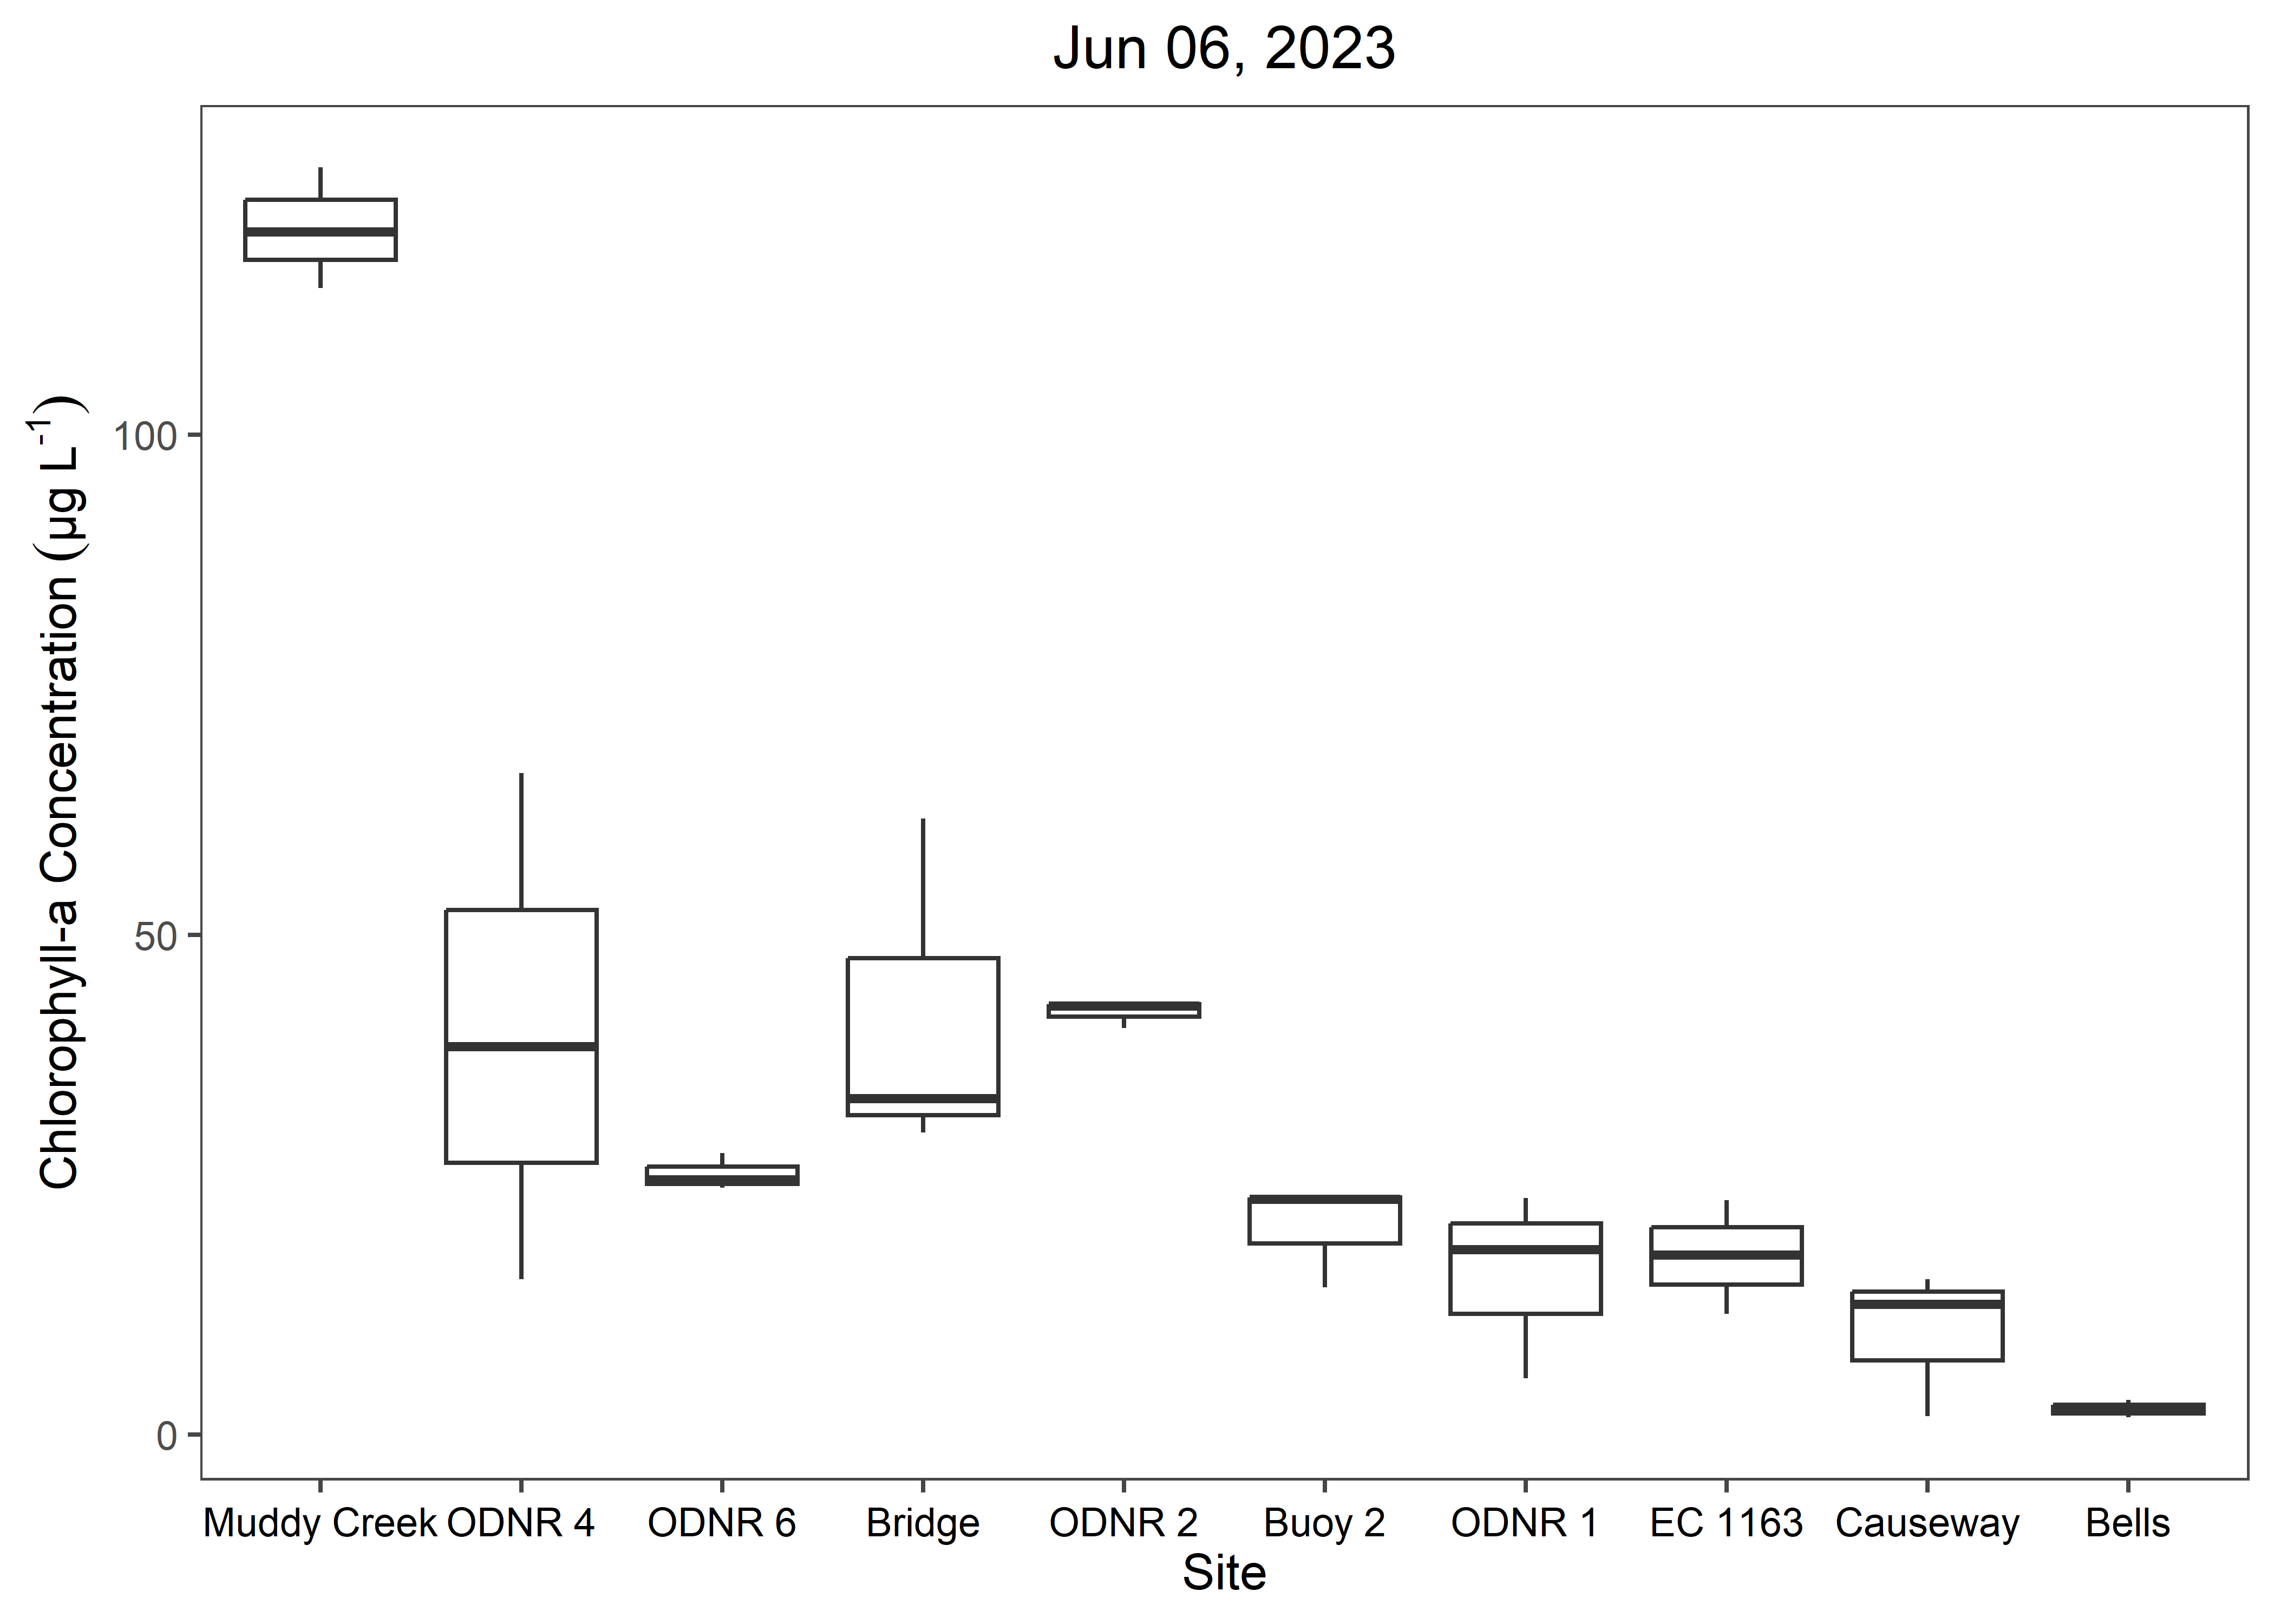 Jun 06, 2023
Chlorophyll-a Concentration (µg L⁻¹)
100
50
0
Muddy Creek ODNR 4 ODNR 6 Bridge ODNR 2 Buoy 2 ODNR 1 EC 1163 Causeway Bells
Site